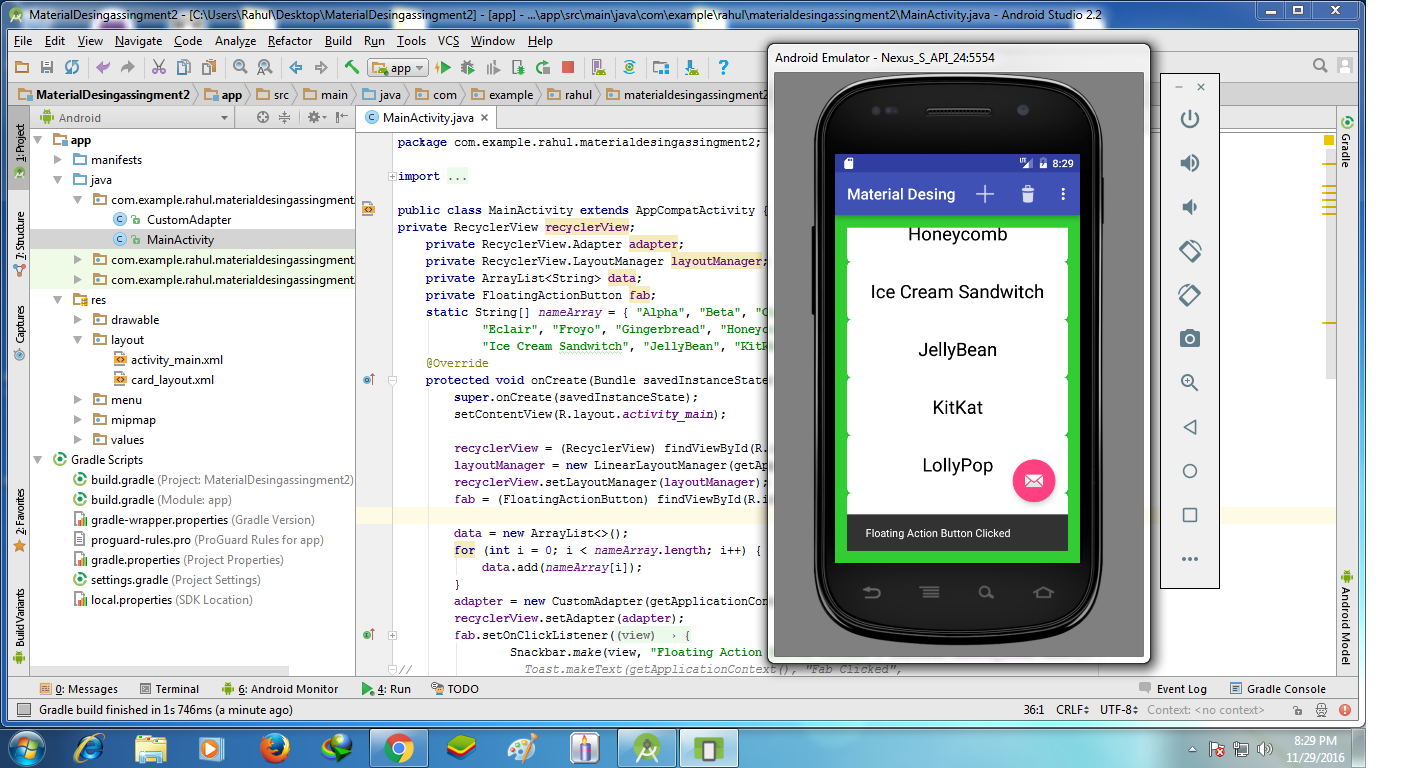 MaterialDesingassingment2 - [C:\Users\Rahul\Desktop\MaterialDesingassingment2] - [app] - ...\app\src\main\java\com\example\rahul\materialdesingassingment2\MainActivity.java - Android Studio 2.2
File Edit View Navigate Code Analyze Refactor Build Run Tools VCS Window Help
app
MaterialDesingassingment2 app src main java com example rahul materialdesingassingment2
1: Project
7: Structure
Captures
2: Favorites
Build Variants
Android
app
manifests
java
com.example.rahul.materialdesingassingment
CustomAdapter
MainActivity
com.example.rahul.materialdesingassingment
com.example.rahul.materialdesingassingment
res
drawable
layout
activity_main.xml
card_layout.xml
menu
mipmap
values
Gradle Scripts
build.gradle (Project: MaterialDesingassingment2)
build.gradle (Module: app)
gradle-wrapper.properties (Gradle Version)
proguard-rules.pro (ProGuard Rules for app)
gradle.properties (Project Properties)
settings.gradle (Project Settings)
local.properties (SDK Location)
MainActivity.java
package com.example.rahul.materialdesingassingment2;
import ...
public class MainActivity extends AppCompatActivity {
private RecyclerView recyclerView;
private RecyclerView.Adapter adapter;
private RecyclerView.LayoutManager layoutManager;
private ArrayList<String> data;
private FloatingActionButton fab;
static String[] nameArray = { "Alpha", "Beta", "
"Eclair", "Froyo", "Gingerbread", "Honeyc
"Ice Cream Sandwitch", "JellyBean", "KitK
@Override
protected void onCreate(Bundle savedInstanceState
super.onCreate(savedInstanceState);
setContentView(R.layout.activity_main);
recyclerView = (RecyclerView) findViewById(R.
layoutManager = new LinearLayoutManager(getAp
recyclerView.setLayoutManager(layoutManager);
fab = (FloatingActionButton) findViewById(R.i
data = new ArrayList<>();
for (int i = 0; i < nameArray.length; i++) {
data.add(nameArray[i]);
}
adapter = new CustomAdapter(getApplicationCon
recyclerView.setAdapter(adapter);
fab.setOnClickListener((view) → {
Snackbar.make(view, "Floating Action
// Toast.makeText(getApplicationContext(), "Fab Clicked",
Android Emulator - Nexus_S_API_24:5554
LTE 8:29
Material Desing
Honeycomb
Ice Cream Sandwitch
JellyBean
KitKat
LollyPop
Floating Action Button Clicked
Gradle
Android Model
0: Messages Terminal 6: Android Monitor 4: Run TODO Event Log Gradle Console
Gradle build finished in 1s 746ms (a minute ago) 36:1 CRLF UTF-8 Context: <no context>
8:29 PM
11/29/2016